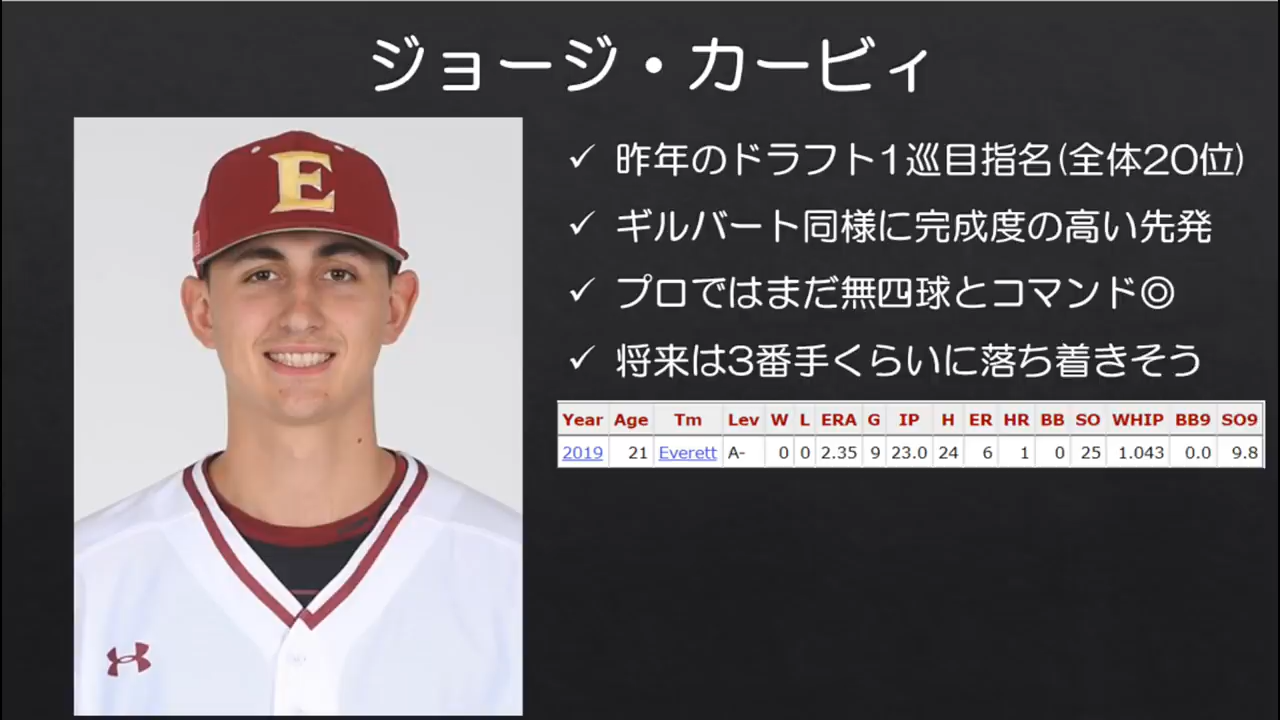 ジョージ・カービィ
E
✓ 昨年のドラフト1巡目指名(全体20位)
✓ ギルバート同様に完成度の高い先発
✓ プロではまだ無四球とコマンド◎
✓ 将来は3番手くらいに落ち着きそう
Year Age Tm Lev W L ERA G IP H ER HR BB SO WHIP BB9 SO9
2019 21 Everett A- 0 0 2.35 9 23.0 24 6 1 0 25 1.043 0.0 9.8